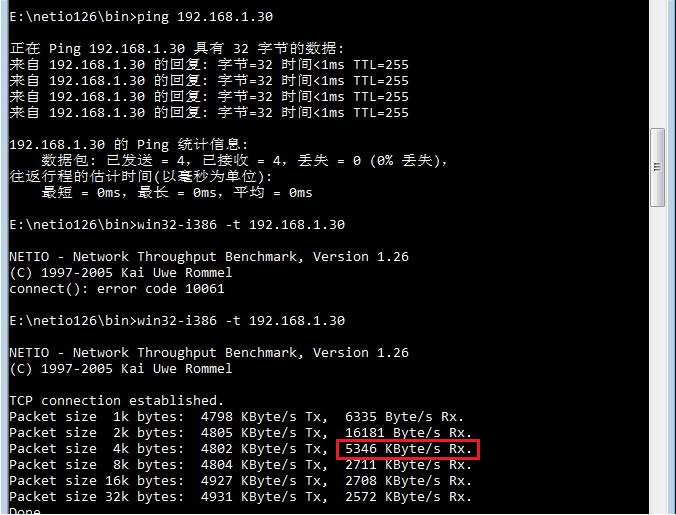 E:\netio126\bin>ping 192.168.1.30
正在 Ping 192.168.1.30 具有 32 字节的数据:
来自 192.168.1.30 的回复: 字节=32 时间<1ms TTL=255
来自 192.168.1.30 的回复: 字节=32 时间<1ms TTL=255
来自 192.168.1.30 的回复: 字节=32 时间<1ms TTL=255
来自 192.168.1.30 的回复: 字节=32 时间<1ms TTL=255
192.168.1.30 的 Ping 统计信息:
数据包: 已发送 = 4，已接收 = 4，丢失 = 0 (0% 丢失)，
往返行程的估计时间(以毫秒为单位):
最短 = 0ms，最长 = 0ms，平均 = 0ms
E:\netio126\bin>win32-i386 -t 192.168.1.30
NETIO - Network Throughput Benchmark, Version 1.26
(C) 1997-2005 Kai Uwe Rommel
connect(): error code 10061
E:\netio126\bin>win32-i386 -t 192.168.1.30
NETIO - Network Throughput Benchmark, Version 1.26
(C) 1997-2005 Kai Uwe Rommel
TCP connection established.
Packet size  1k bytes:  4798 KByte/s Tx,  6335 Byte/s Rx.
Packet size  2k bytes:  4805 KByte/s Tx,  16181 Byte/s Rx.
Packet size  4k bytes:  4802 KByte/s Tx,  5346 KByte/s Rx.
Packet size  8k bytes:  4804 KByte/s Tx,  2711 KByte/s Rx.
Packet size 16k bytes:  4927 KByte/s Tx,  2708 KByte/s Rx.
Packet size 32k bytes:  4931 KByte/s Tx,  2572 KByte/s Rx.
Done